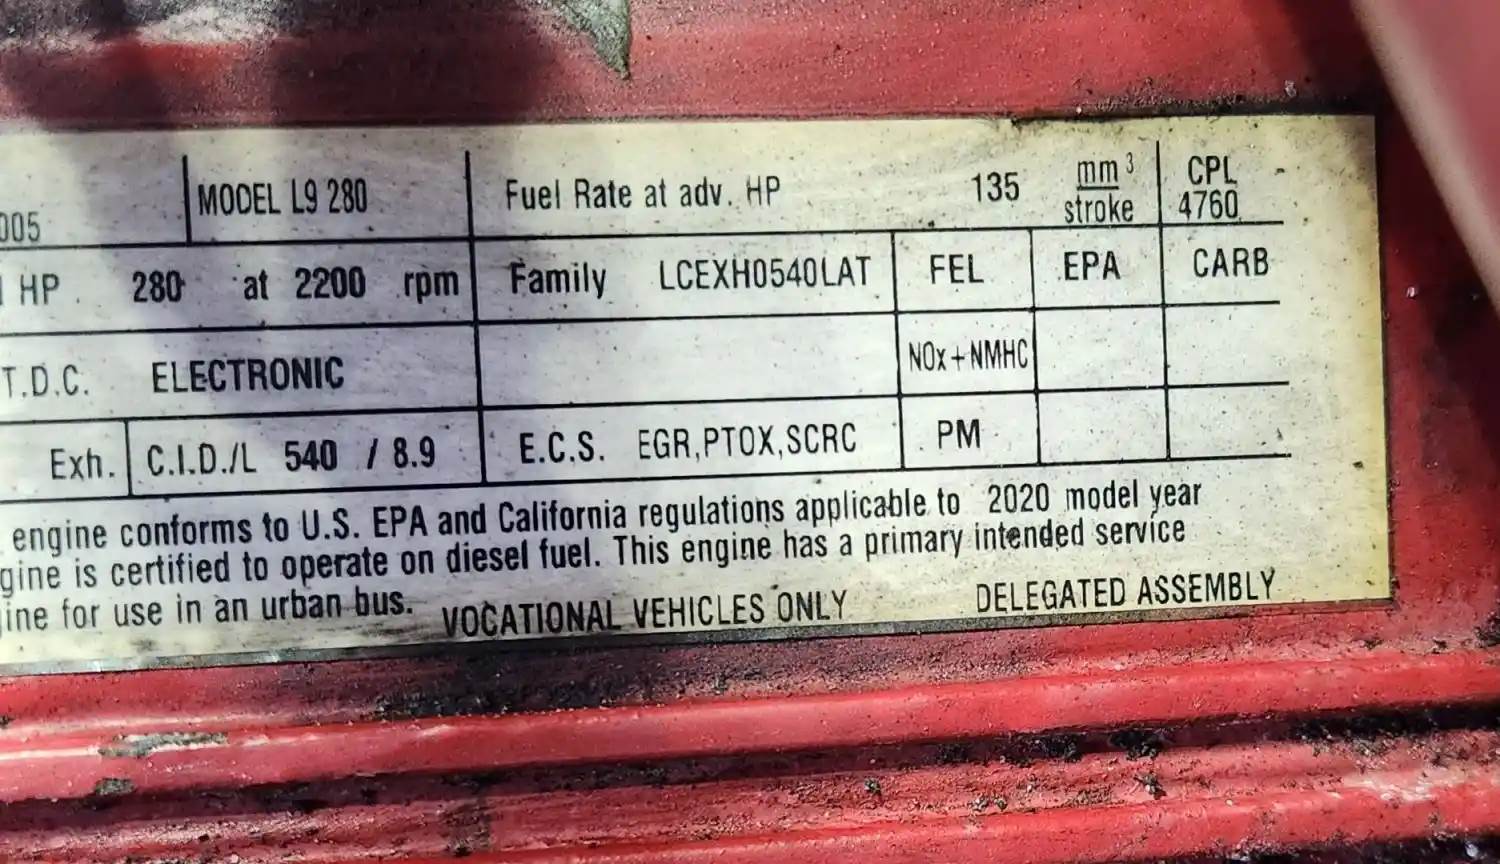 005 MODEL L9 280 Fuel Rate at adv. HP 135 mm³ stroke CPL 4760
HP. 280 at 2200 rpm Family LCEXH0540LAT FEL EPA CARB
T.D.C. ELECTRONIC NOx+NMHC
Exh. C.I.D./L 540 / 8.9 E.C.S. EGR,PTOX,SCRC PM
engine conforms to U.S. EPA and California regulations applicable to 2020 model year
gine is certified to operate on diesel fuel. This engine has a primary intended service
ine for use in an urban bus. VOCATIONAL VEHICLES ONLY DELEGATED ASSEMBLY